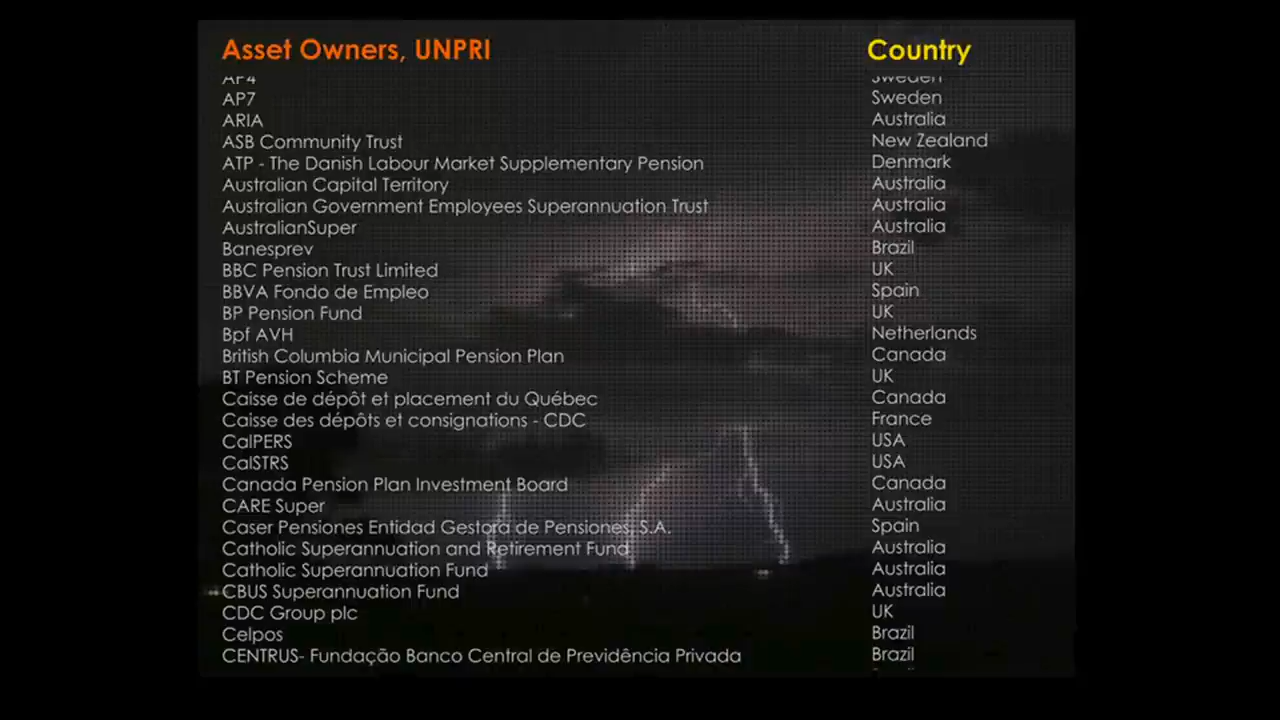 Asset Owners, UNPRI Country
AP4 Sweden
AP7 Sweden
ARIA Australia
ASB Community Trust New Zealand
ATP - The Danish Labour Market Supplementary Pension Denmark
Australian Capital Territory Australia
Australian Government Employees Superannuation Trust Australia
AustralianSuper Australia
Banesprev Brazil
BBC Pension Trust Limited UK
BBVA Fondo de Empleo Spain
BP Pension Fund UK
Bpf AVH Netherlands
British Columbia Municipal Pension Plan Canada
BT Pension Scheme UK
Caisse de dépôt et placement du Québec Canada
Caisse des dépôts et consignations - CDC France
CalPERS USA
CalSTRS USA
Canada Pension Plan Investment Board Canada
CARE Super Australia
Caser Pensiones Entidad Gestora de Pensiones, S.A. Spain
Catholic Superannuation and Retirement Fund Australia
Catholic Superannuation Fund Australia
CBUS Superannuation Fund Australia
CDC Group plc UK
Celpos Brazil
CENTRUS- Fundação Banco Central de Previdência Privada Brazil